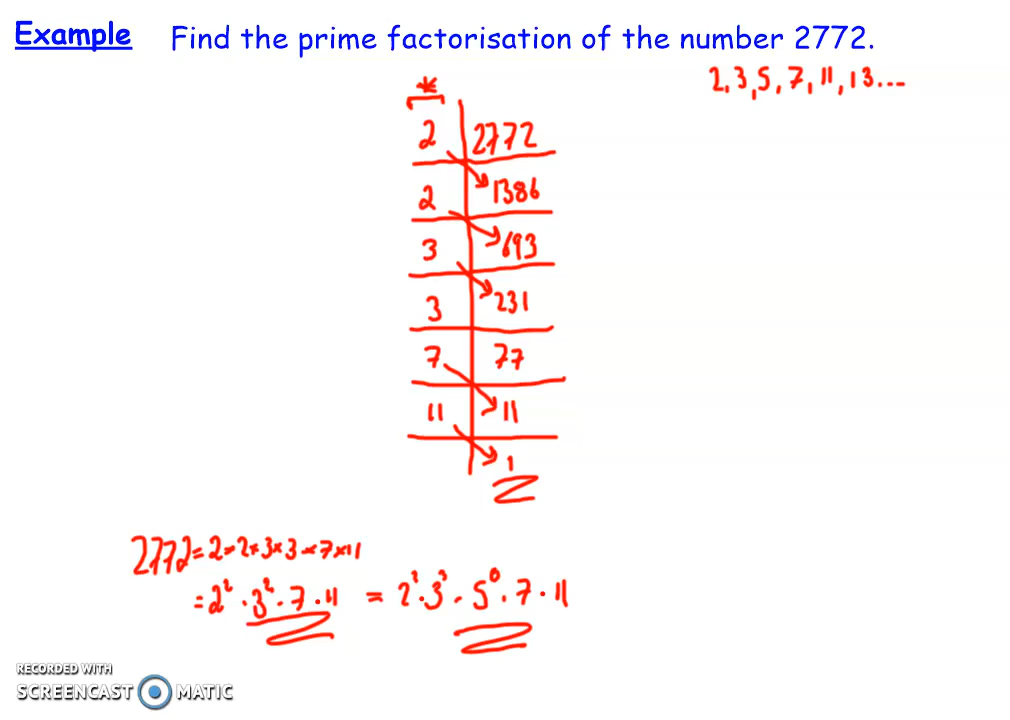 Example Find the prime factorisation of the number 2772.
2, 3, 5, 7, 11, 13...
*
2 2772
2 1386
3 693
3 231
7 77
11 11
1
2772 = 2 × 2 × 3 × 3 × 7 × 11
= 2² · 3² · 7 · 11 = 2² · 3² · 5⁰ · 7 · 11
RECORDED WITH
SCREENCAST MATIC